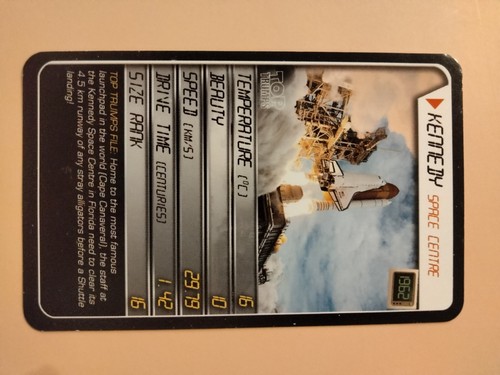 KENNEDY SPACE CENTRE
TOP
TRUMPS
TEMPERATURE (°C) 15
BEAUTY 10
SPEED (KM/S) 29.79
DRIVE TIME (CENTURIES) 1.42
SIZE RANK 16
TOP TRUMPS FILE: Home to the most famous
launchpad in the world (Cape Canaveral), the staff at
the Kennedy Space Centre in Florida need to clear its
4.5 km runway of any stray alligators before a Shuttle
landing!